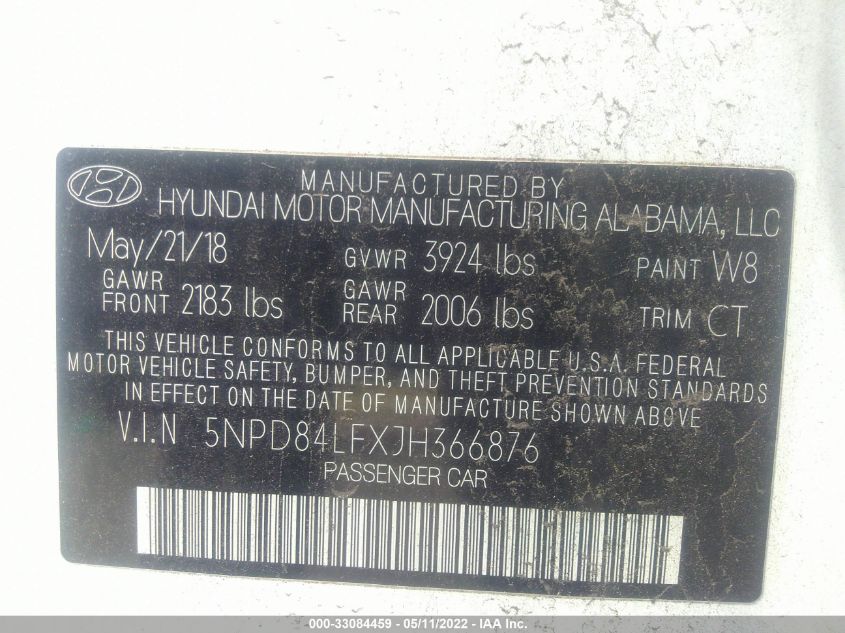 MANUFACTURED BY
HYUNDAI MOTOR MANUFACTURING ALABAMA, LLC
May/21/18 GVWR 3924 lbs PAINT W8
GAWR FRONT 2183 lbs GAWR REAR 2006 lbs TRIM CT
THIS VEHICLE CONFORMS TO ALL APPLICABLE U.S.A. FEDERAL
MOTOR VEHICLE SAFETY, BUMPER, AND THEFT PREVENTION STANDARDS
IN EFFECT ON THE DATE OF MANUFACTURE SHOWN ABOVE
V.I.N 5NPD84LFXJH366876
PASSENGER CAR
000-33084459 - 05/11/2022 - IAA Inc.